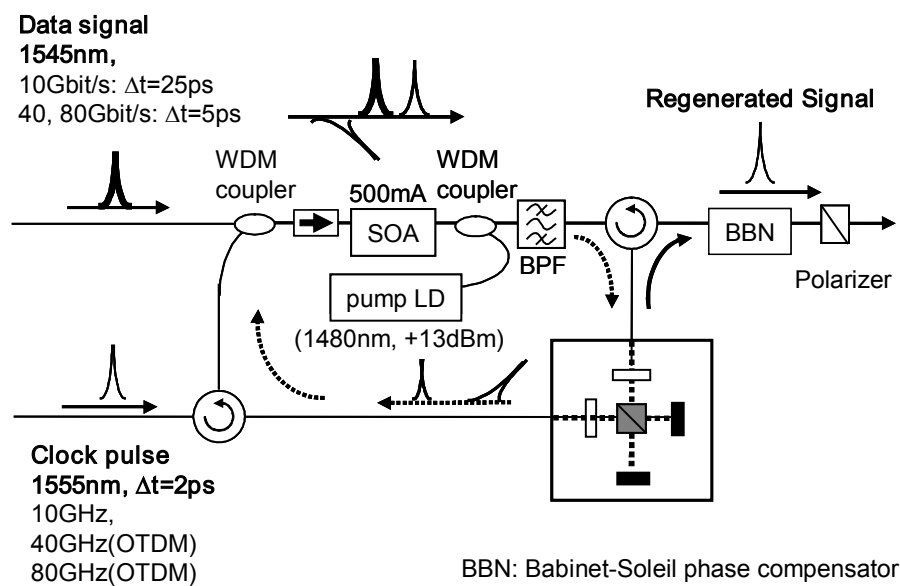 Data signal
1545nm,
10Gbit/s: Δt=25ps
40, 80Gbit/s: Δt=5ps
Regenerated Signal
WDM
coupler
500mA
WDM
coupler
SOA
BPF
BBN
Polarizer
pump LD
(1480nm, +13dBm)
Clock pulse
1555nm, Δt=2ps
10GHz,
40GHz(OTDM)
80GHz(OTDM)
BBN: Babinet-Soleil phase compensator